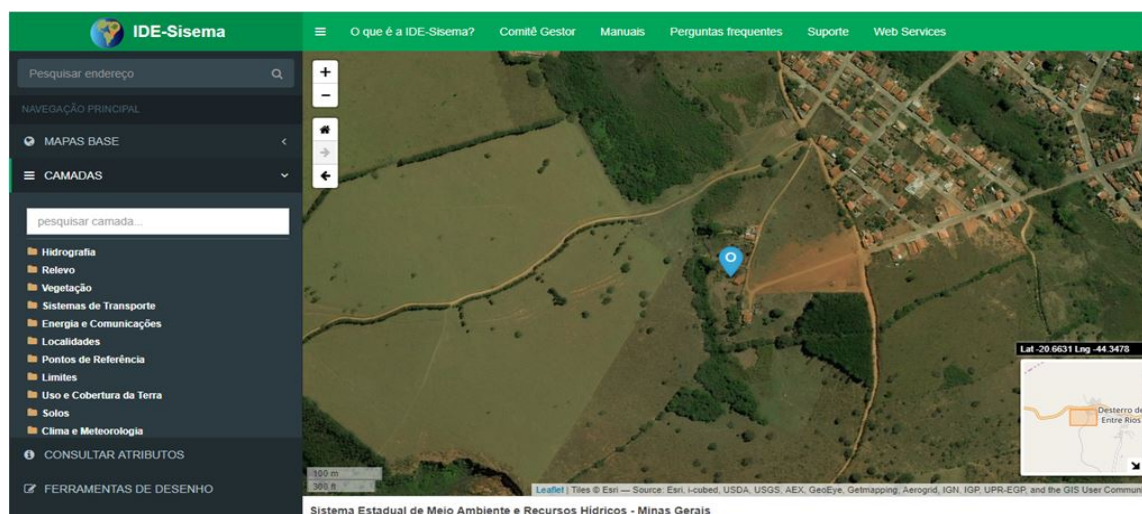 IDE-Sisema
O que é a IDE-Sisema? Comitê Gestor Manuais Perguntas frequentes Suporte Web Services
Pesquisar endereço
NAVEGAÇÃO PRINCIPAL
MAPAS BASE
CAMADAS
pesquisar camada...
Hidrografia
Relevo
Vegetação
Sistemas de Transporte
Energia e Comunicações
Localidades
Pontos de Referência
Limites
Uso e Cobertura da Terra
Solos
Clima e Meteorologia
CONSULTAR ATRIBUTOS
FERRAMENTAS DE DESENHO
+
−
Lat -20.6631 Lng -44.3478
Desterro de
Entre Rios
100 m
300 ft
Leaflet | Tiles © Esri — Source: Esri, i-cubed, USDA, USGS, AEX, GeoEye, Getmapping, Aerogrid, IGN, IGP, UPR-EGP, and the GIS User Commun
Sistema Estadual de Meio Ambiente e Recursos Hídricos - Minas Gerais